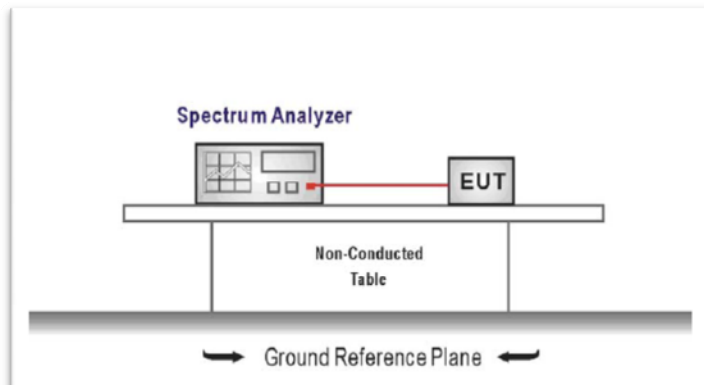 Spectrum Analyzer
EUT
Non-Conducted
Table
Ground Reference Plane